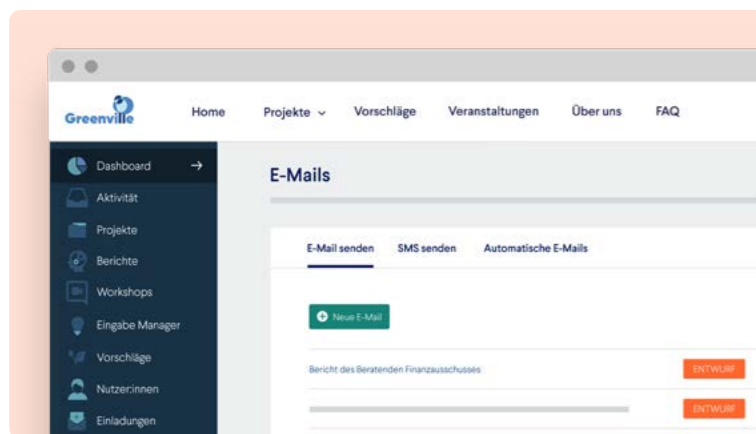 Greenville
Home Projekte Vorschläge Veranstaltungen Über uns FAQ
Dashboard
Aktivität
Projekte
Berichte
Workshops
Eingabe Manager
Vorschläge
Nutzer:innen
Einladungen
E-Mails
E-Mail senden SMS senden Automatische E-Mails
Neue E-Mail
Bericht des Beratenden Finanzausschusses ENTWURF
ENTWURF